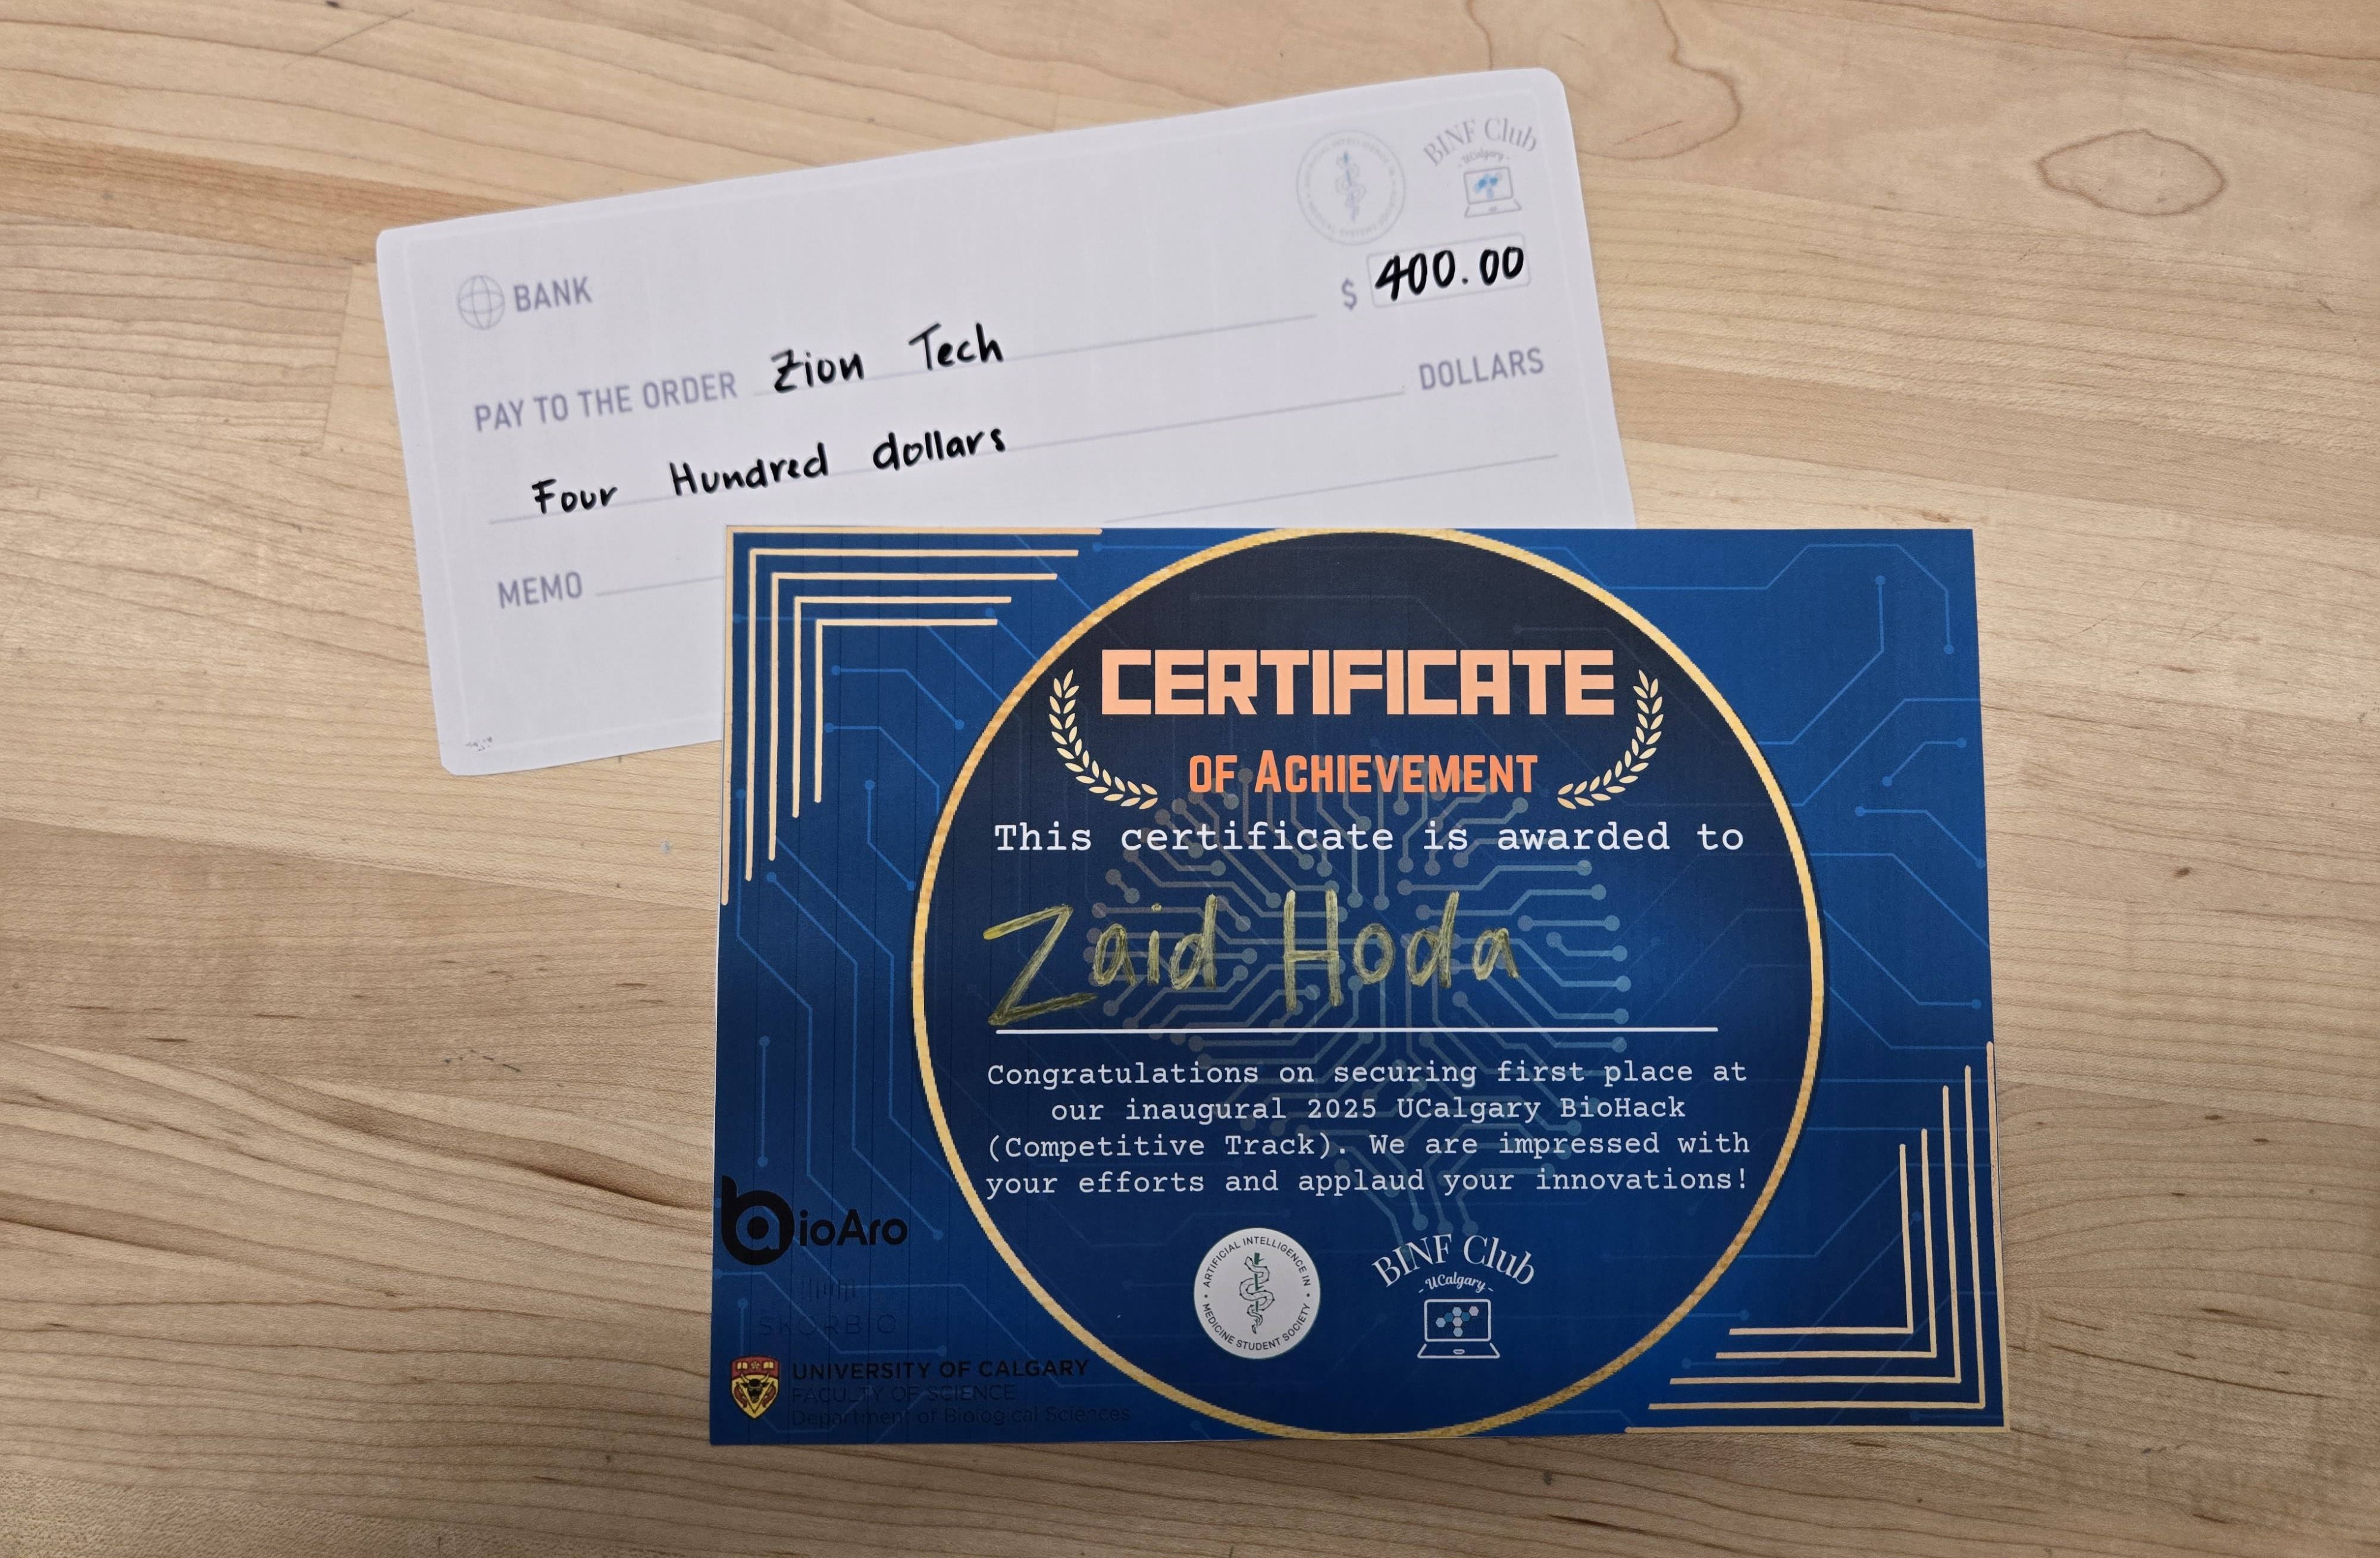 BINF Club
UCalgary
BANK
$ 400.00
PAY TO THE ORDER Zion Tech
Four Hundred dollars DOLLARS
MEMO
CERTIFICATE
OF ACHIEVEMENT
This certificate is awarded to
Zaid Hoda
Congratulations on securing first place at
our inaugural 2025 UCalgary BioHack
(Competitive Track). We are impressed with
your efforts and applaud your innovations!
bioAro
SKORBIO
ARTIFICIAL INTELLIGENCE IN
MEDICINE STUDENT SOCIETY
BINF Club
-UCalgary-
UNIVERSITY OF CALGARY
FACULTY OF SCIENCE
Department of Biological Sciences